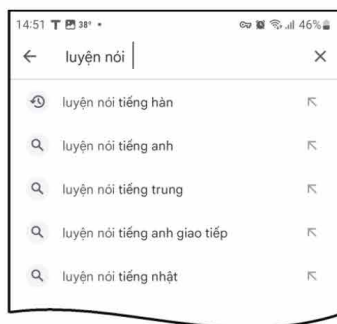 14:51 T 38° • 46%
luyện nói
luyện nói tiếng hàn
luyện nói tiếng anh
luyện nói tiếng trung
luyện nói tiếng anh giao tiếp
luyện nói tiếng nhật